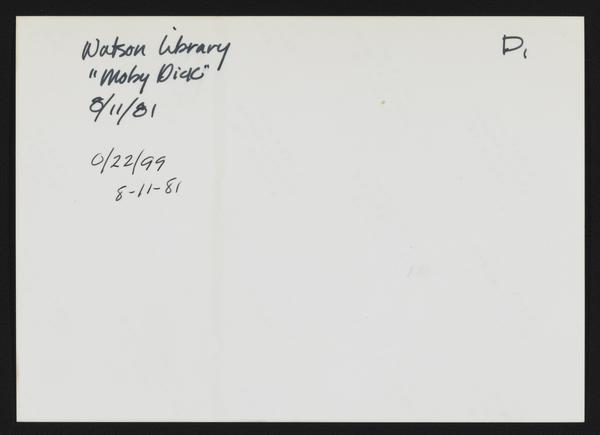 Watson Library
"Moby Dick"
8/11/81
D,
0/22/99
8-11-81